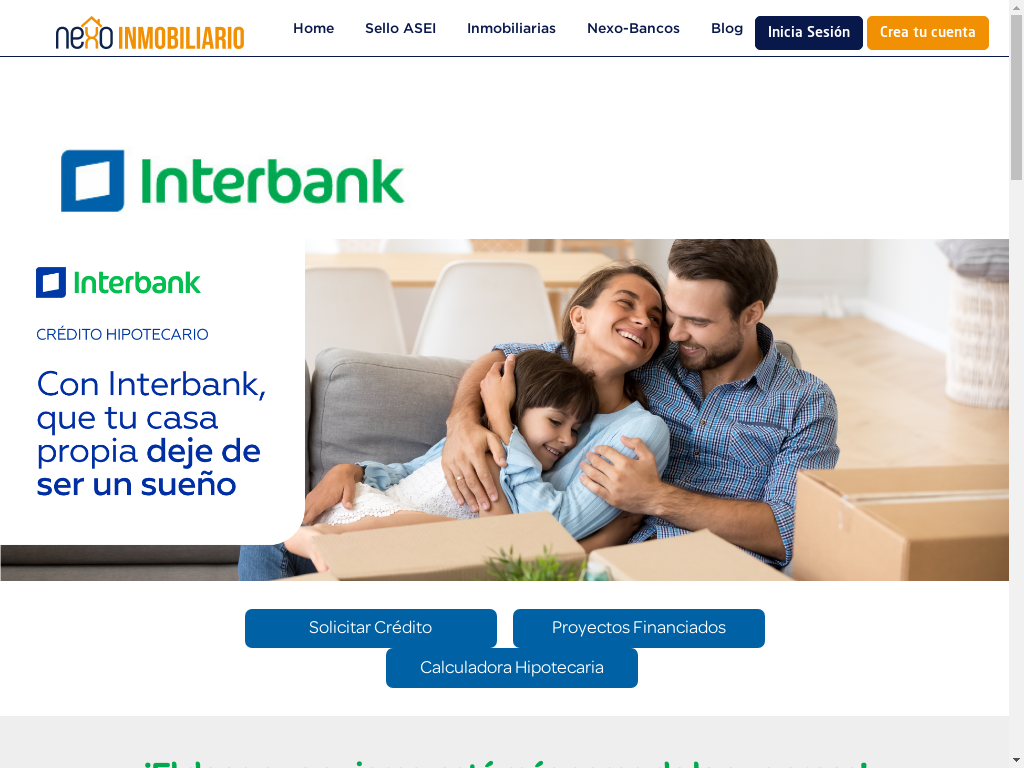 nexo INMOBILIARIO
Home
Sello ASEI
Inmobiliarias
Nexo-Bancos
Blog
Inicia Sesión
Crea tu cuenta
Interbank
Interbank
CRÉDITO HIPOTECARIO
Con Interbank,
que tu casa
propia deje de
ser un sueño
Solicitar Crédito
Proyectos Financiados
Calculadora Hipotecaria